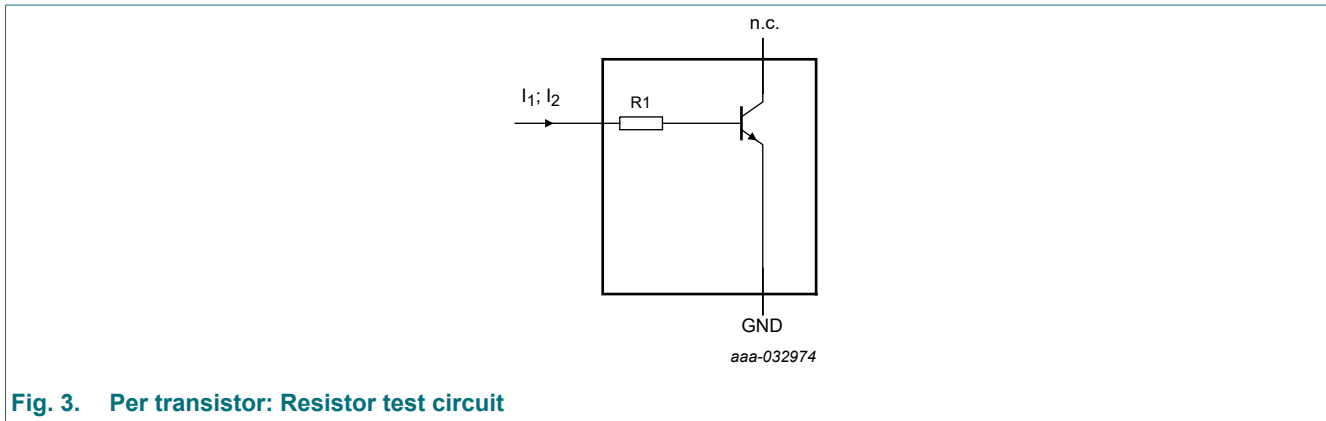 n.c.
I1; I2
R1
GND
aaa-032974
Fig. 3. Per transistor: Resistor test circuit